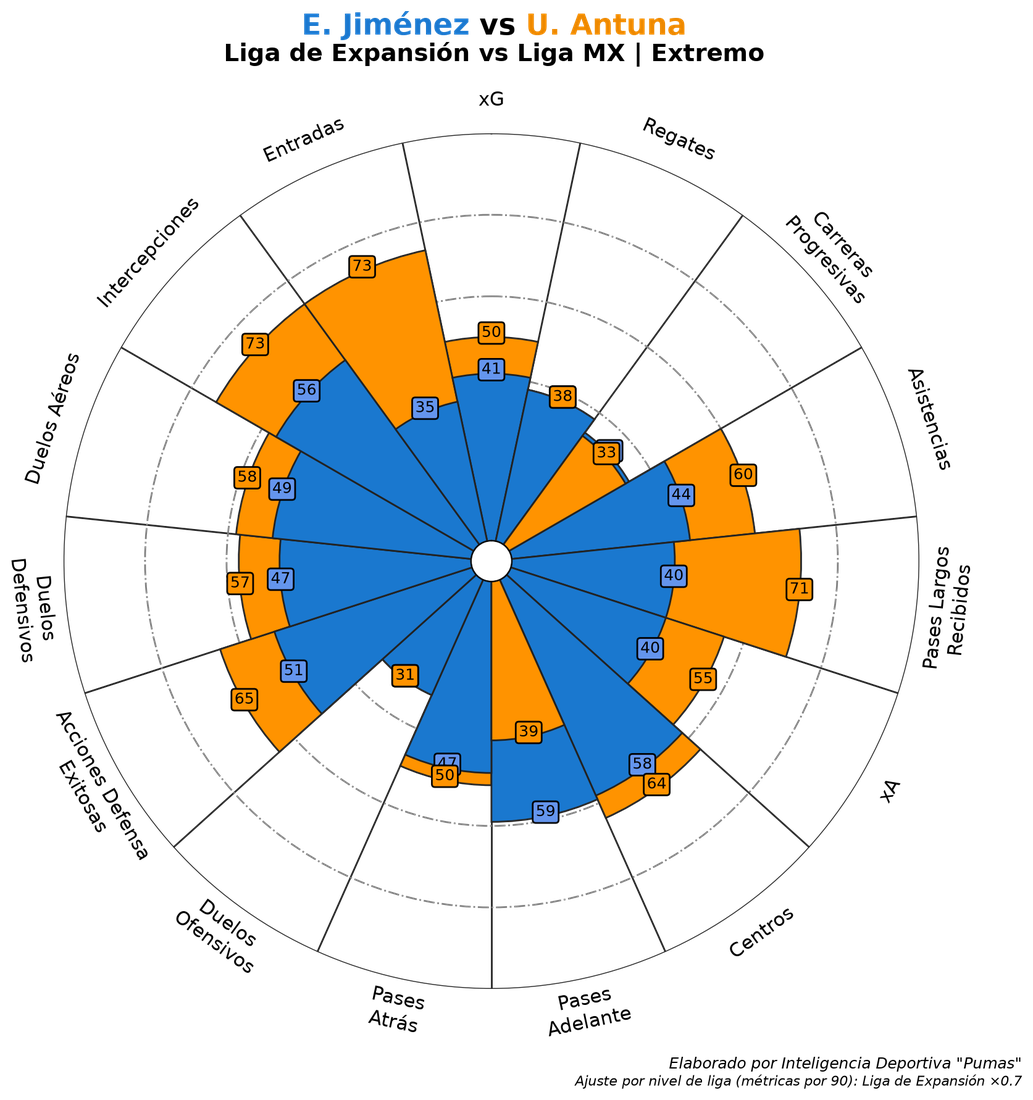 E. Jiménez vs U. Antuna
Liga de Expansión vs Liga MX | Extremo
xG
Regates
Carreras
Progresivas
Asistencias
Pases Largos
Recibidos
xA
Centros
Pases
Adelante
Pases
Atrás
Duelos
Ofensivos
Acciones Defensa
Exitosas
Duelos
Defensivos
Duelos Aéreos
Intercepciones
Entradas
50
41
38
33
60
44
71
40
55
40
64
58
39
59
47
50
31
65
51
57
47
58
49
73
56
73
35
Elaborado por Inteligencia Deportiva "Pumas"
Ajuste por nivel de liga (métricas por 90): Liga de Expansión ×0.7